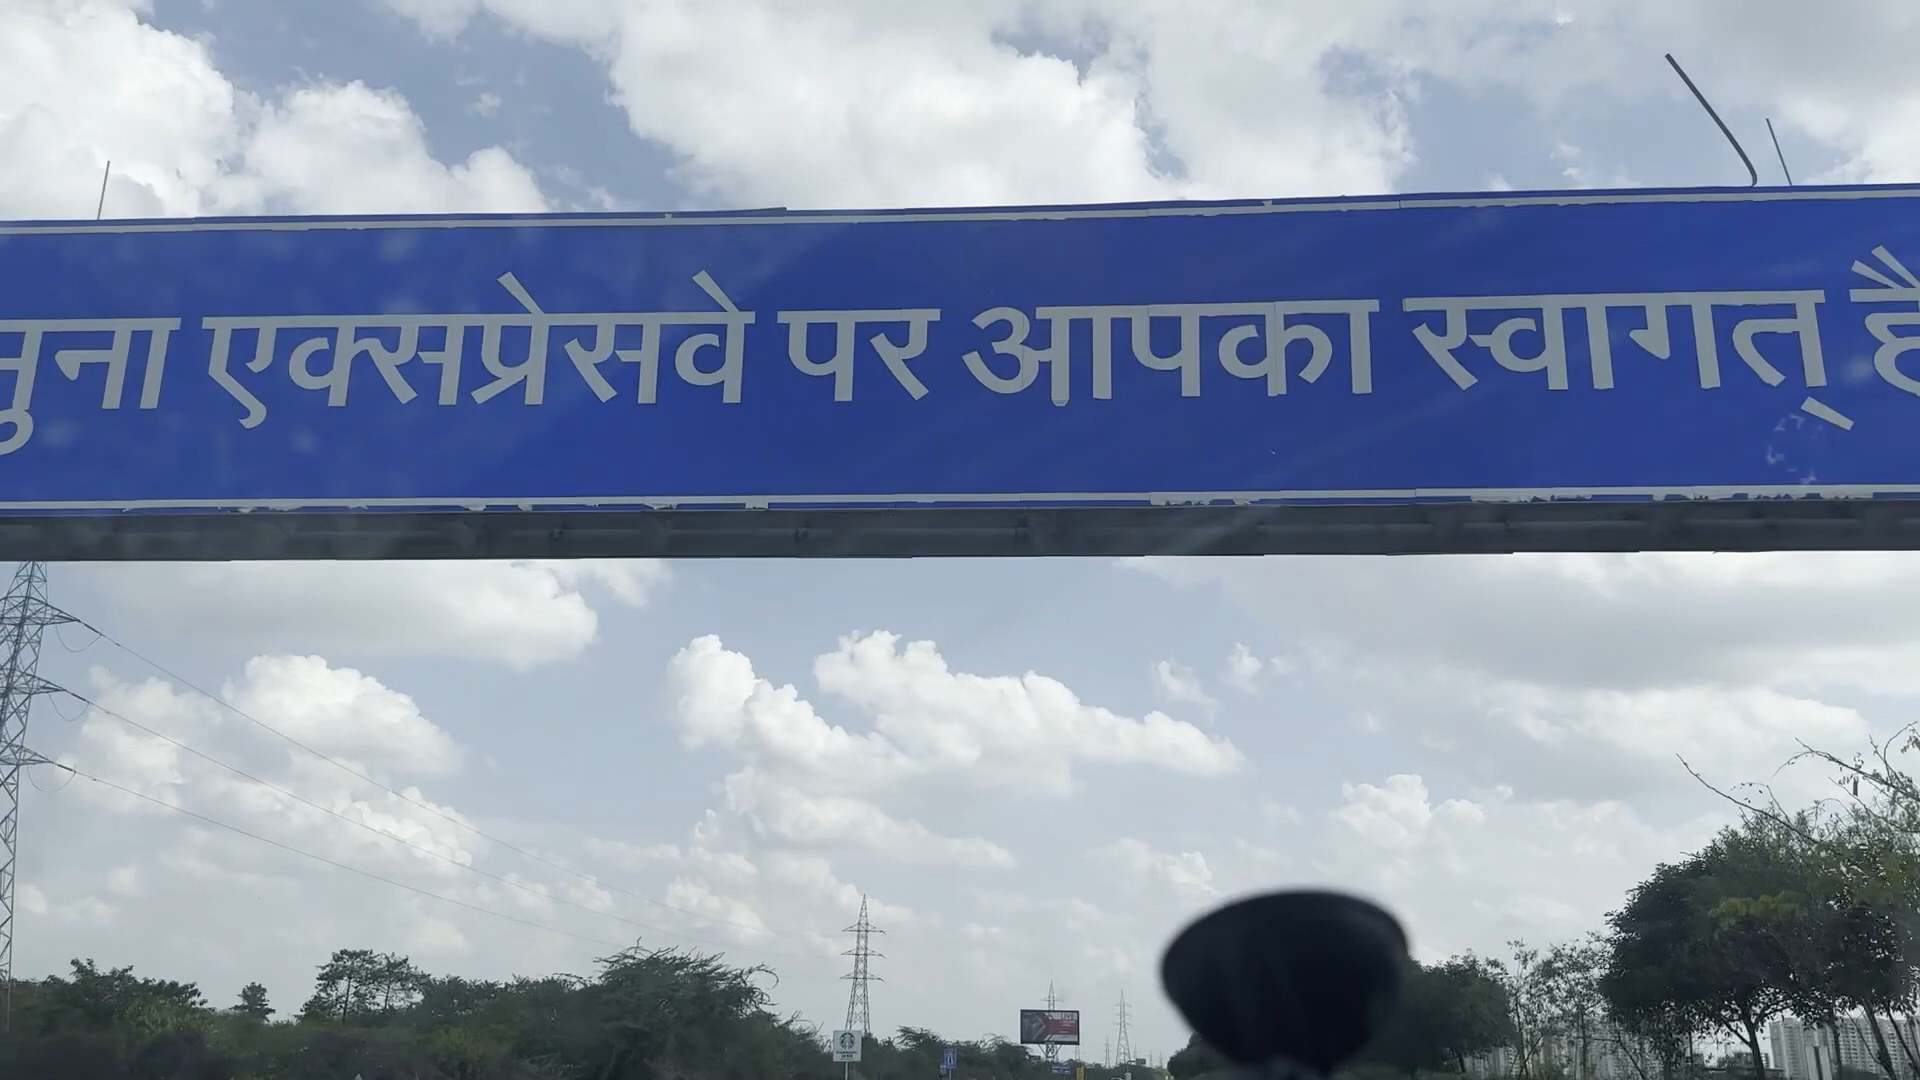 मुना एक्सप्रेसवे पर आपका स्वागत् है